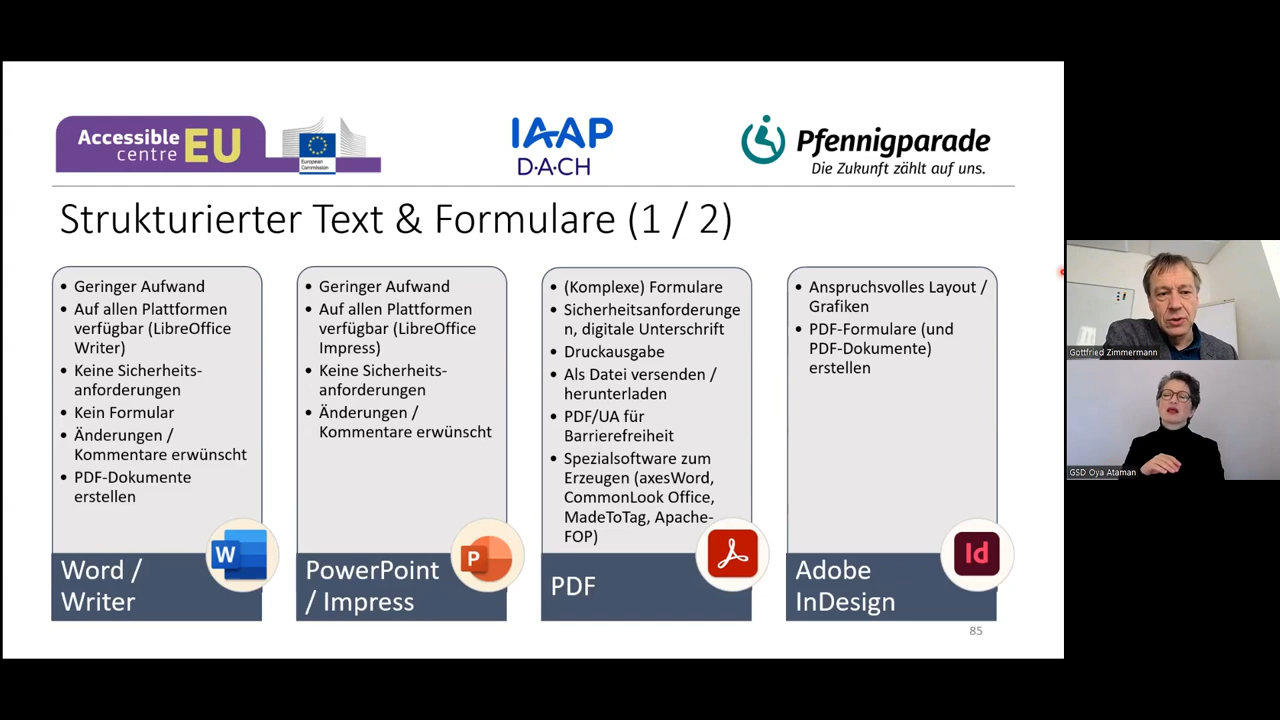 Accessible
centre
EU
European
Commission
IAAP
D·A·CH
Pfennigparade
Die Zukunft zählt auf uns.
Strukturierter Text & Formulare (1 / 2)
• Geringer Aufwand
• Auf allen Plattformen
verfügbar (LibreOffice
Writer)
• Keine Sicherheits-
anforderungen
• Kein Formular
• Änderungen /
Kommentare erwünscht
• PDF-Dokumente
erstellen
W
Word /
Writer
• Geringer Aufwand
• Auf allen Plattformen
verfügbar (LibreOffice
Impress)
• Keine Sicherheits-
anforderungen
• Änderungen /
Kommentare erwünscht
P
PowerPoint
/ Impress
• (Komplexe) Formulare
• Sicherheitsanforderunge
n, digitale Unterschrift
• Druckausgabe
• Als Datei versenden /
herunterladen
• PDF/UA für
Barrierefreiheit
• Spezialsoftware zum
Erzeugen (axesWord,
CommonLook Office,
MadeToTag, Apache-
FOP)
PDF
• Anspruchsvolles Layout /
Grafiken
• PDF-Formulare (und
PDF-Dokumente)
erstellen
Id
Adobe
InDesign
85
Gottfried Zimmermann
GSD Oya Ataman